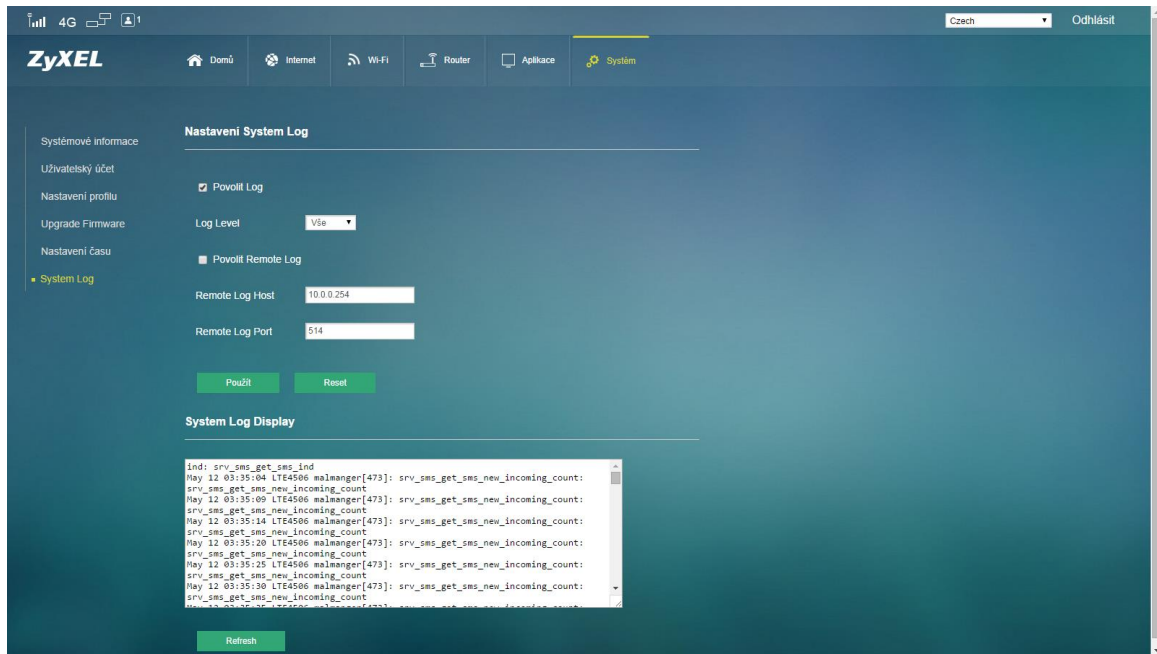 4G 1 Czech Odhlásit
ZyXEL Domů Internet Wi-Fi Router Aplikace Systém
Nastavení System Log
Systémové informace
Uživatelský účet
Nastavení profilu
Upgrade Firmware
Nastavení času
System Log
Povolit Log
Log Level Vše
Povolit Remote Log
Remote Log Host 10.0.0.254
Remote Log Port 514
Použít Reset
System Log Display
ind: srv_sms_get_sms_ind
May 12 03:35:04 LTE4506 malmanger[473]: srv_sms_get_sms_new_incoming_count:
srv_sms_get_sms_new_incoming_count
May 12 03:35:09 LTE4506 malmanger[473]: srv_sms_get_sms_new_incoming_count:
srv_sms_get_sms_new_incoming_count
May 12 03:35:14 LTE4506 malmanger[473]: srv_sms_get_sms_new_incoming_count:
srv_sms_get_sms_new_incoming_count
May 12 03:35:20 LTE4506 malmanger[473]: srv_sms_get_sms_new_incoming_count:
srv_sms_get_sms_new_incoming_count
May 12 03:35:25 LTE4506 malmanger[473]: srv_sms_get_sms_new_incoming_count:
srv_sms_get_sms_new_incoming_count
May 12 03:35:30 LTE4506 malmanger[473]: srv_sms_get_sms_new_incoming_count:
srv_sms_get_sms_new_incoming_count
Refresh